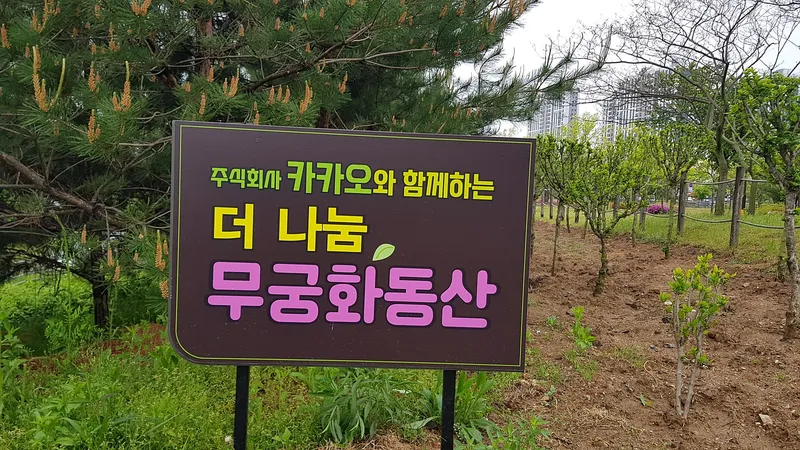 주식회사 카카오와 함께하는
더 나눔
무궁화동산